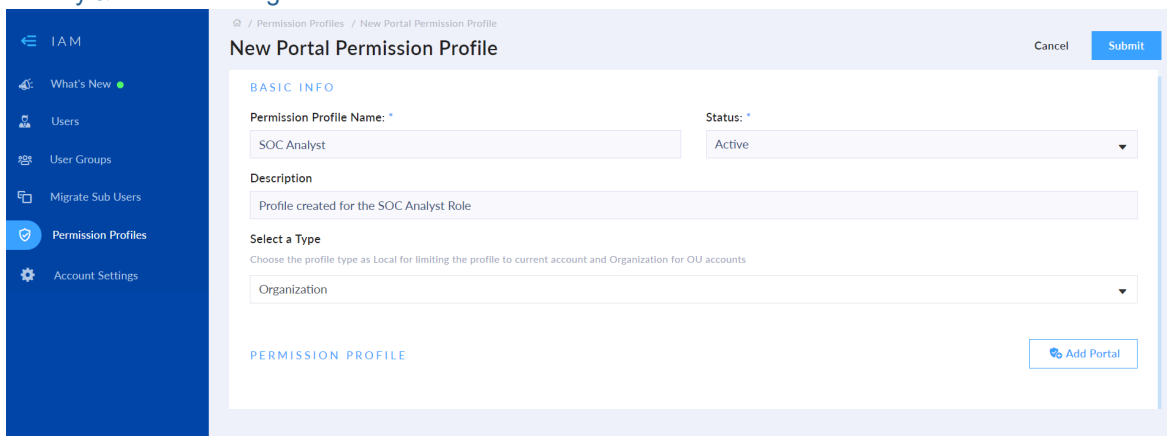 / Permission Profiles / New Portal Permission Profile
IAM
New Portal Permission Profile
Cancel
Submit
What's New
Users
User Groups
Migrate Sub Users
Permission Profiles
Account Settings
BASIC INFO
Permission Profile Name: *
Status: *
SOC Analyst
Active
Description
Profile created for the SOC Analyst Role
Select a Type
Choose the profile type as Local for limiting the profile to current account and Organization for OU accounts
Organization
PERMISSION PROFILE
Add Portal